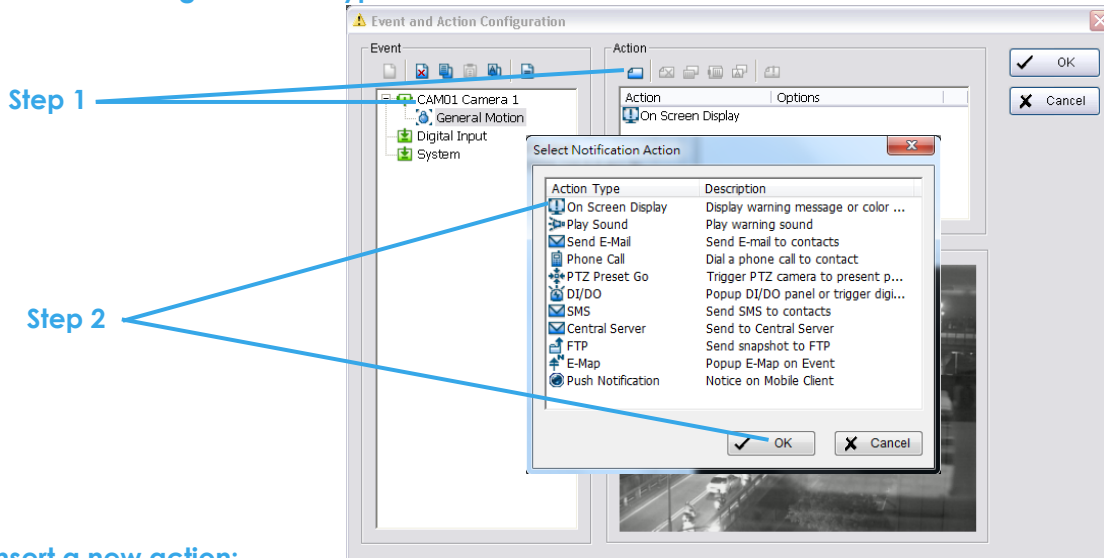 Event and Action Configuration
Event
Action
OK
Cancel
Step 1
CAM01 Camera 1
General Motion
Digital Input
System
Action Options
On Screen Display
Select Notification Action
Action Type Description
On Screen Display Display warning message or color ...
Play Sound Play warning sound
Send E-Mail Send E-mail to contacts
Phone Call Dial a phone call to contact
PTZ Preset Go Trigger PTZ camera to present p...
DI/DO Popup DI/DO panel or trigger digi...
SMS Send SMS to contacts
Central Server Send to Central Server
FTP Send snapshot to FTP
E-Map Popup E-Map on Event
Push Notification Notice on Mobile Client
Step 2
OK Cancel
nsert a new action: